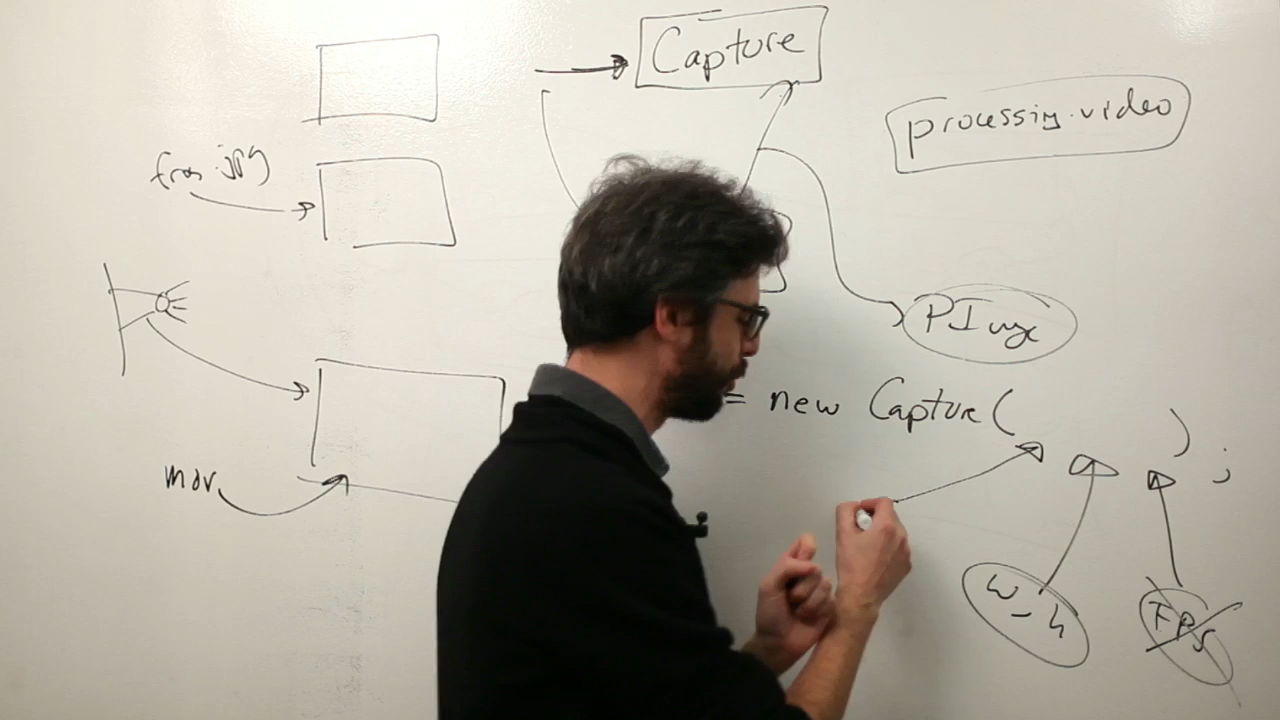 Capture
processing.video
from .jpg
PImage
= new Capture( ) ;
mov
w - h
FPS